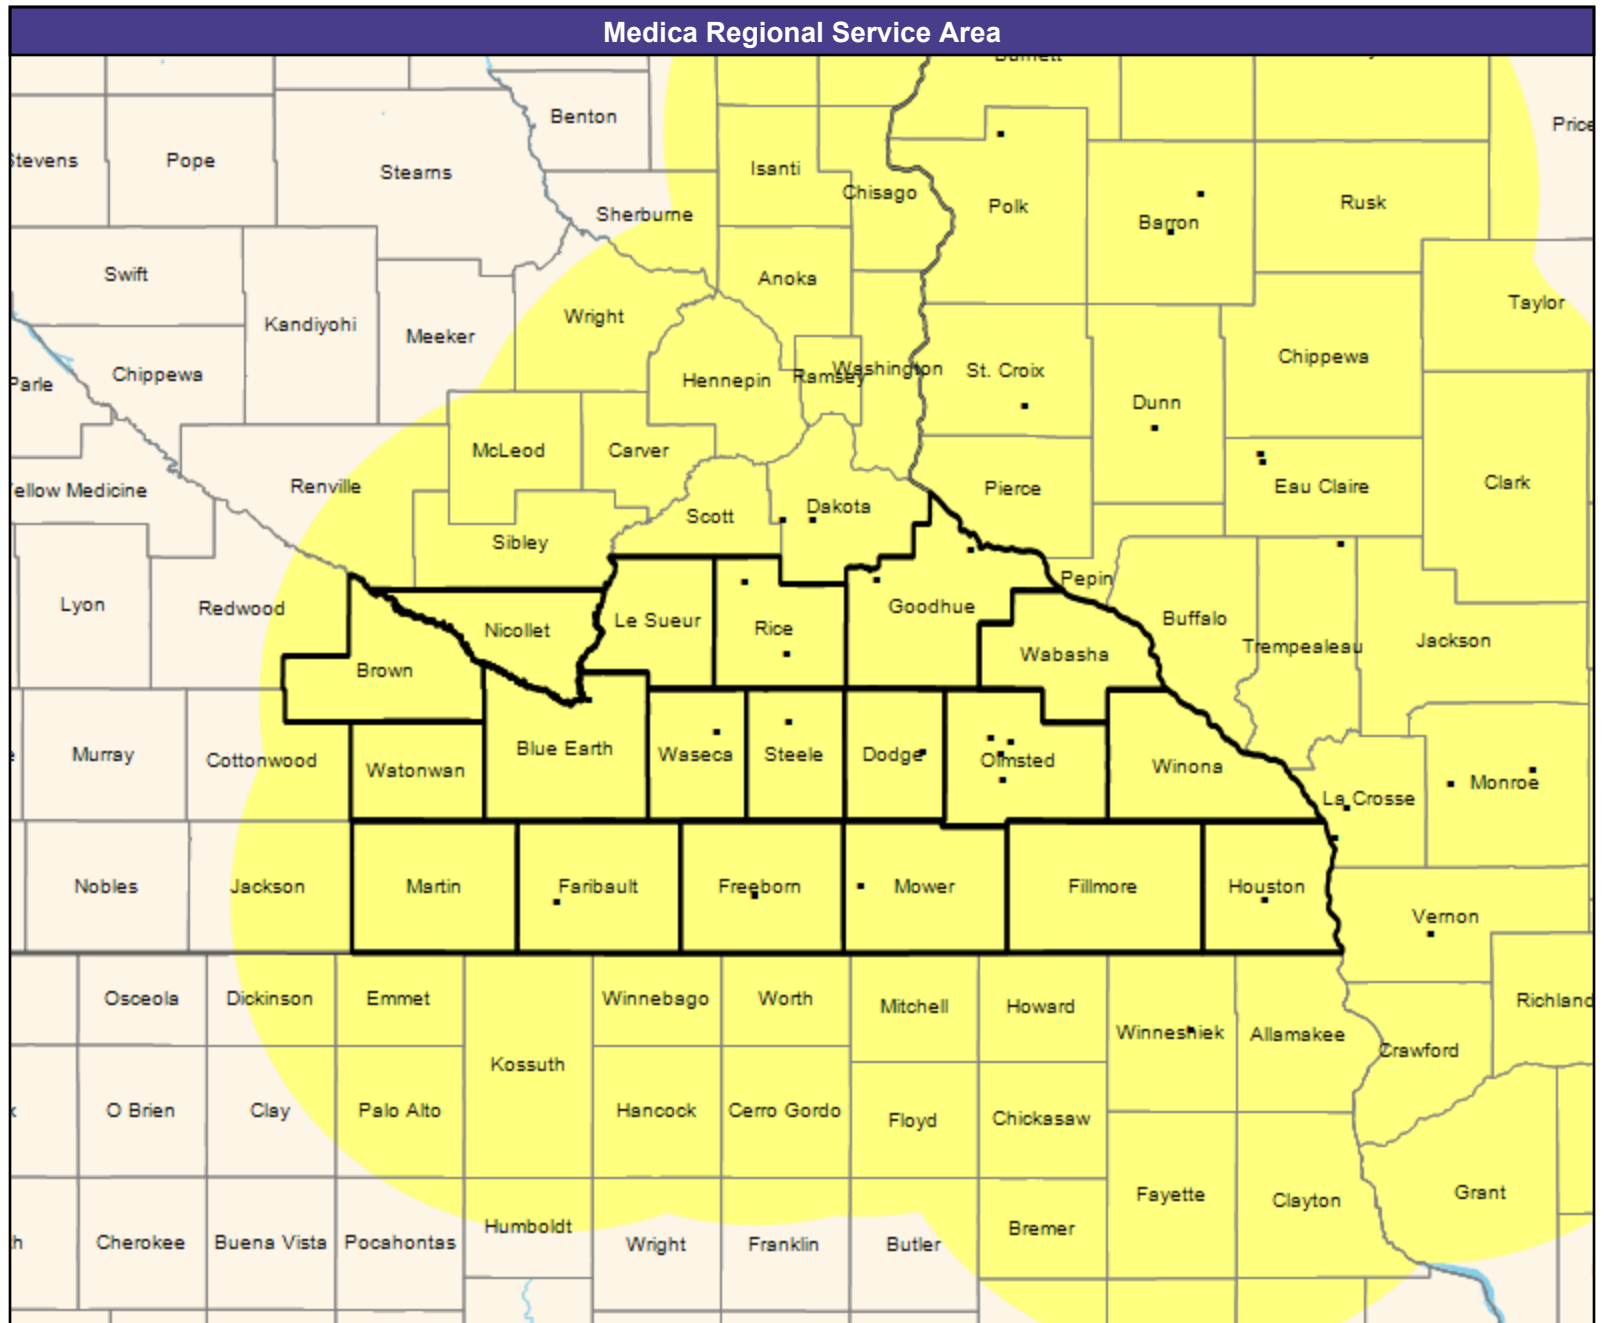 Medica Regional Service Area
Burnett
Benton
Price
Stevens
Pope
Stearns
Isanti
Chisago
Polk
Barron
Rusk
Sherburne
Swift
Anoka
Taylor
Kandiyohi
Meeker
Wright
Chippewa
Parle
Chippewa
Hennepin
Ramsey
Washington
St. Croix
Dunn
McLeod
Carver
Renville
Yellow Medicine
Scott
Dakota
Pierce
Eau Claire
Clark
Sibley
Pepin
Lyon
Redwood
Nicollet
Le Sueur
Rice
Goodhue
Buffalo
Trempealeau
Jackson
Brown
Wabasha
Murray
Cottonwood
Watonwan
Blue Earth
Waseca
Steele
Dodge
Olmsted
Winona
La Crosse
Monroe
Nobles
Jackson
Martin
Faribault
Freeborn
Mower
Fillmore
Houston
Vernon
Osceola
Dickinson
Emmet
Winnebago
Worth
Mitchell
Howard
Winneshiek
Allamakee
Crawford
Richland
Kossuth
O Brien
Clay
Palo Alto
Hancock
Cerro Gordo
Floyd
Chickasaw
Fayette
Clayton
Grant
Cherokee
Buena Vista
Pocahontas
Humboldt
Wright
Franklin
Butler
Bremer